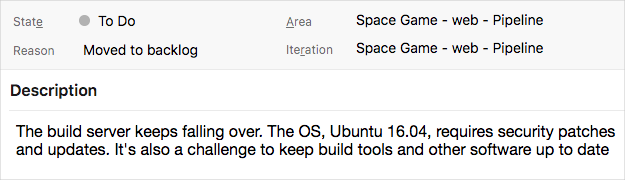 State To Do Area Space Game - web - Pipeline
Reason Moved to backlog Iteration Space Game - web - Pipeline
Description
The build server keeps falling over. The OS, Ubuntu 16.04, requires security patches
and updates. It's also a challenge to keep build tools and other software up to date